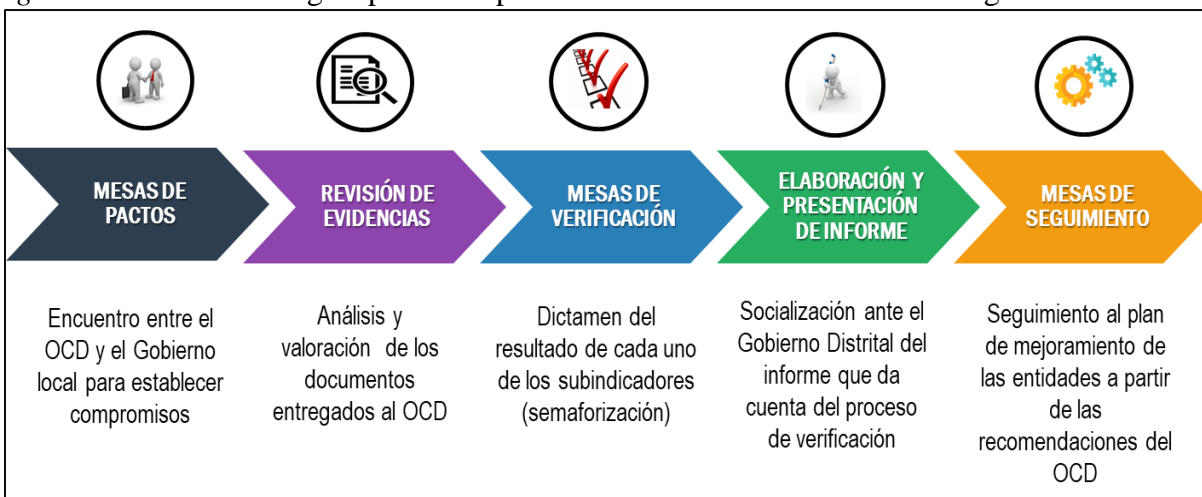 MESAS DE
PACTOS
REVISIÓN DE
EVIDENCIAS
MESAS DE
VERIFICACIÓN
ELABORACIÓN Y
PRESENTACIÓN
DE INFORME
MESAS DE
SEGUIMIENTO
Encuentro entre el
OCD y el Gobierno
local para establecer
compromisos
Análisis y
valoración de los
documentos
entregados al OCD
Dictamen del
resultado de cada uno
de los subindicadores
(semaforización)
Socialización ante el
Gobierno Distrital del
informe que da
cuenta del proceso
de verificación
Seguimiento al plan
de mejoramiento de
las entidades a partir
de las
recomendaciones del
OCD